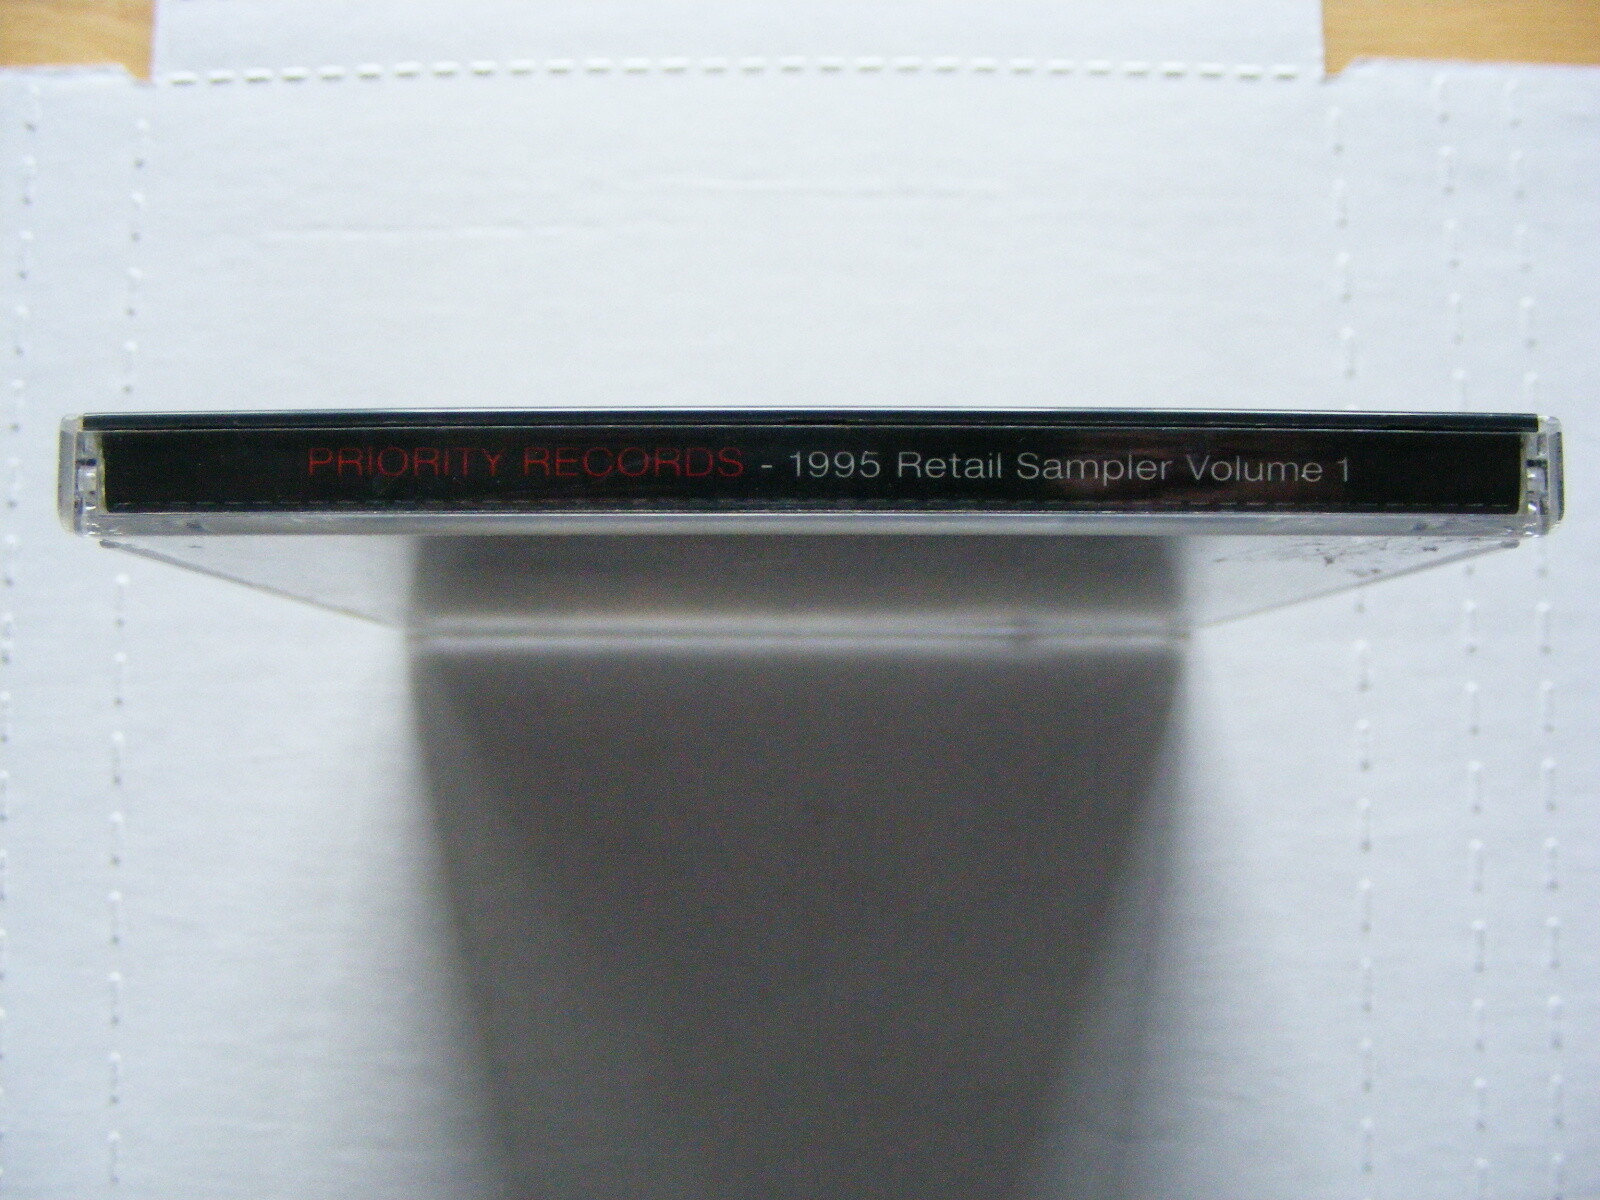 PRIORITY RECORDS - 1995 Retail Sampler Volume 1